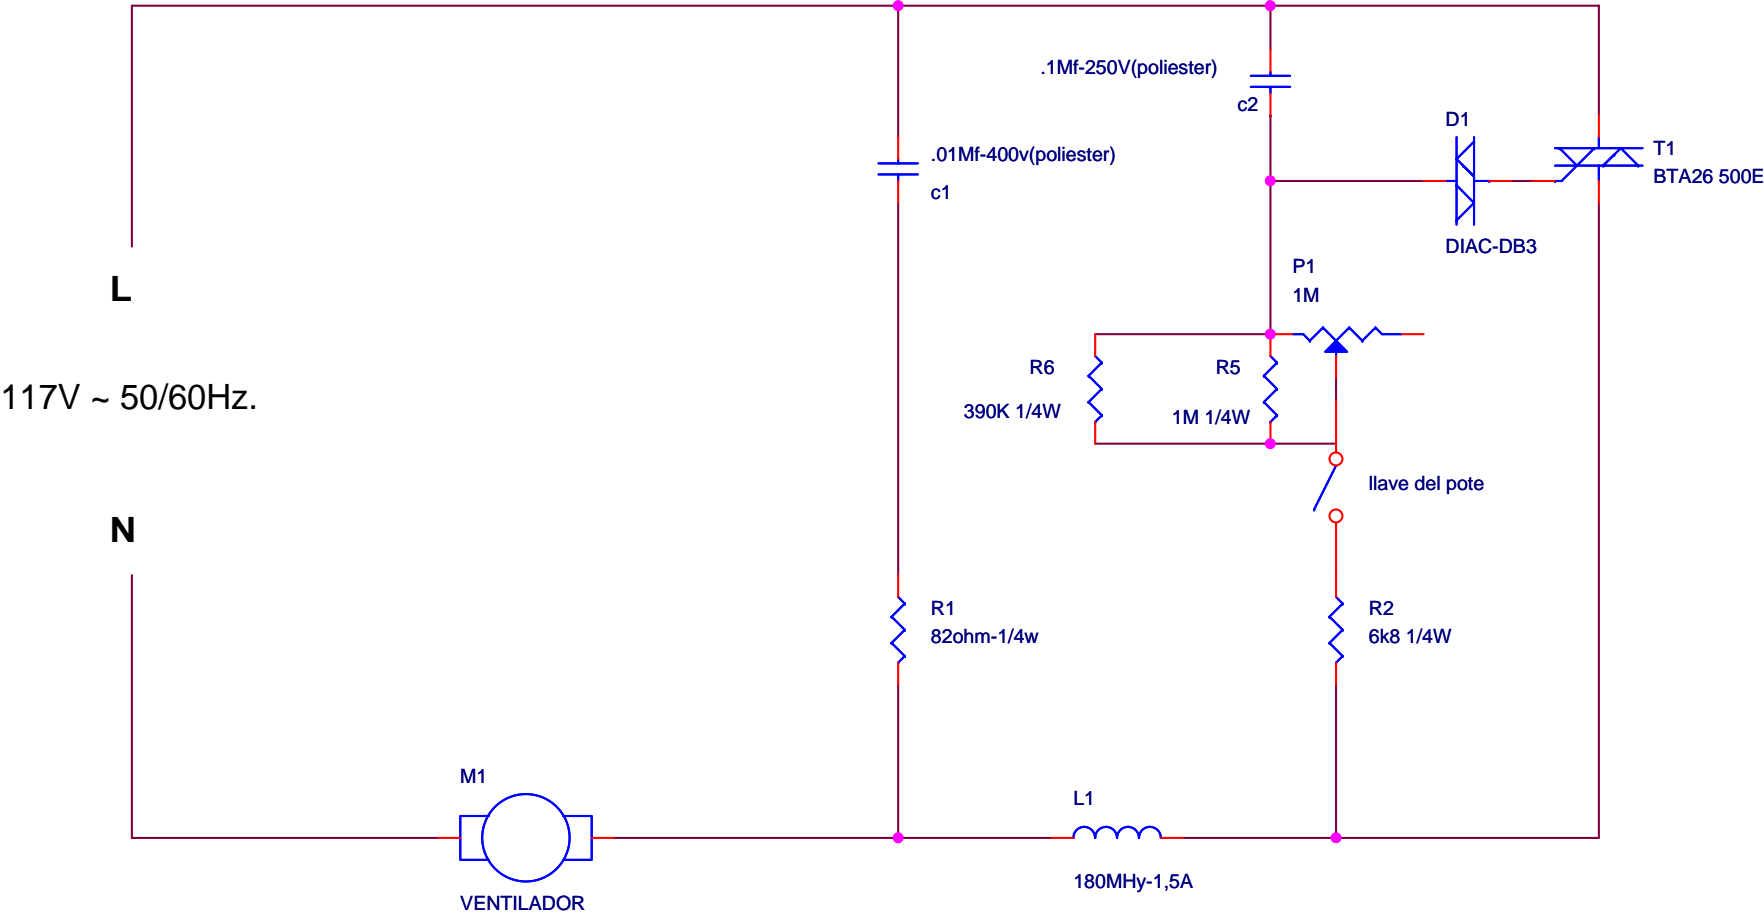 .1Mf-250V(poliester)
c2
D1
T1
BTA26 500E
.01Mf-400v(poliester)
c1
DIAC-DB3
P1
1M
L
R6
390K 1/4W
R5
1M 1/4W
117V ~ 50/60Hz.
llave del pote
N
R1
82ohm-1/4w
R2
6k8 1/4W
M1
L1
180MHy-1,5A
VENTILADOR